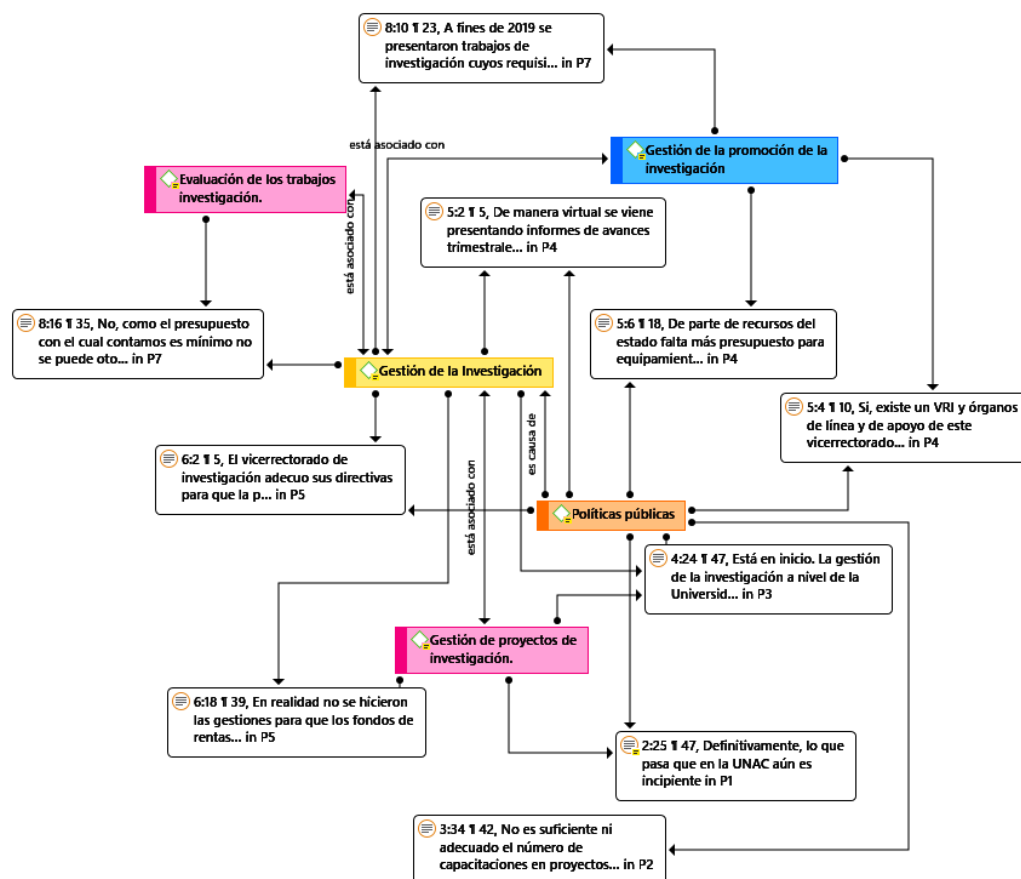 8:10 ¶ 23, A fines de 2019 se
presentaron trabajos de
investigación cuyos requisi... in P7
está asociado con
Gestión de la promoción de la
investigación
Evaluación de los trabajos
investigación.
está asociado con
5:2 ¶ 5, De manera virtual se viene
presentando informes de avances
trimestrale... in P4
8:16 ¶ 35, No, como el presupuesto
con el cual contamos es mínimo no
se puede oto... in P7
5:6 ¶ 18, De parte de recursos del
estado falta más presupuesto para
equipamient... in P4
Gestión de la Investigación
5:4 ¶ 10, Si, existe un VRI y órganos
de línea y de apoyo de este
vicerrectorado... in P4
6:2 ¶ 5, El vicerrectorado de
investigación adecuo sus directivas
para que la p... in P5
está asociado con
es causa de
Políticas públicas
4:24 ¶ 47, Está en inicio. La gestión
de la investigación a nivel de la
Universid... in P3
Gestión de proyectos de
investigación.
6:18 ¶ 39, En realidad no se hicieron
las gestiones para que los fondos de
rentas... in P5
2:25 ¶ 47, Definitivamente, lo que
pasa que en la UNAC aún es
incipiente in P1
3:34 ¶ 42, No es suficiente ni
adecuado el número de
capacitaciones en proyectos... in P2